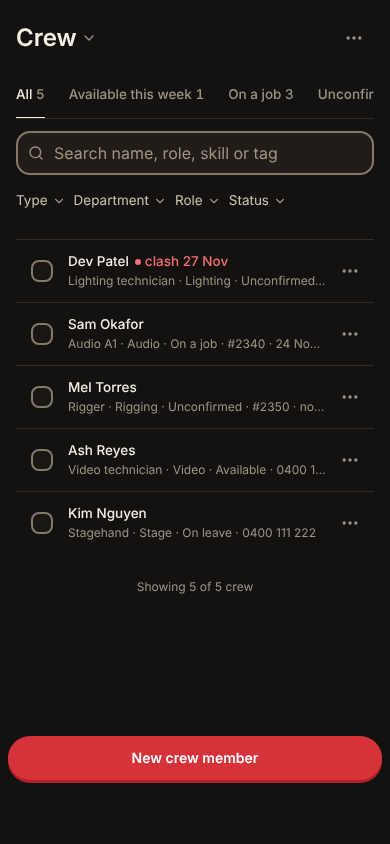 Crew
All 5 Available this week 1 On a job 3 Unconfir
Search name, role, skill or tag
Type Department Role Status
Dev Patel • clash 27 Nov
Lighting technician · Lighting · Unconfirmed...
Sam Okafor
Audio A1 · Audio · On a job · #2340 · 24 No...
Mel Torres
Rigger · Rigging · Unconfirmed · #2350 · no...
Ash Reyes
Video technician · Video · Available · 0400 1...
Kim Nguyen
Stagehand · Stage · On leave · 0400 111 222
Showing 5 of 5 crew
New crew member